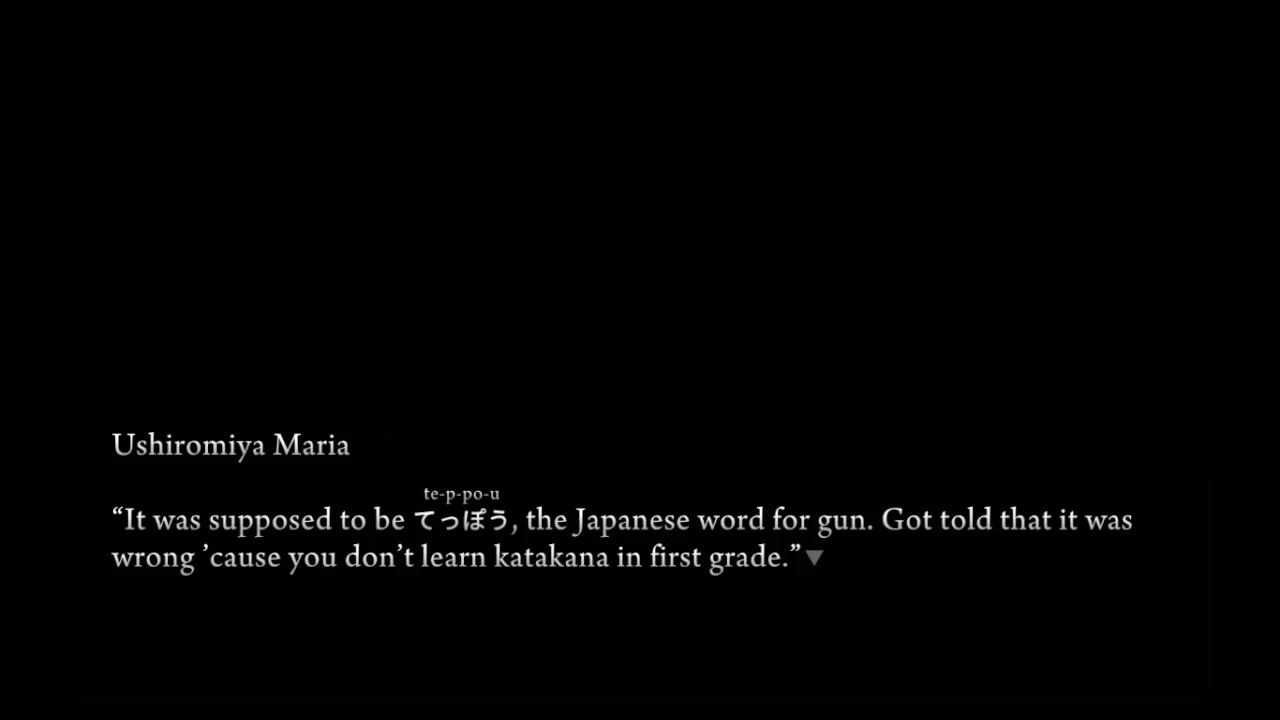 Ushiromiya Maria
te-p-po-u
“It was supposed to be てっぽう, the Japanese word for gun. Got told that it was
wrong ’cause you don’t learn katakana in first grade.”▼